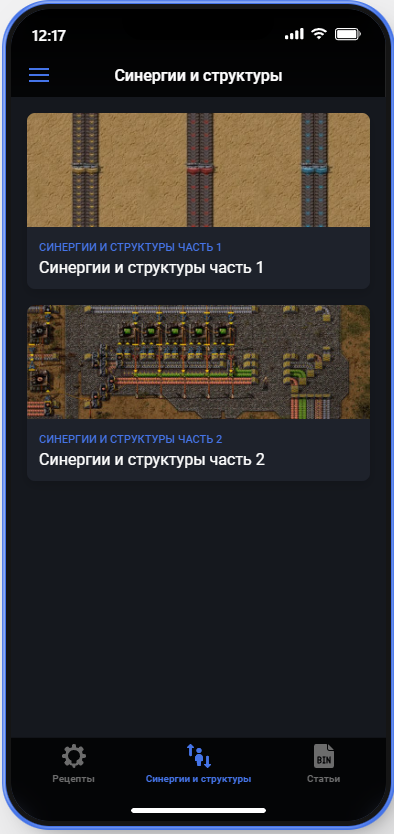 12:17
Синергии и структуры
СИНЕРГИИ И СТРУКТУРЫ ЧАСТЬ 1
Синергии и структуры часть 1
СИНЕРГИИ И СТРУКТУРЫ ЧАСТЬ 2
Синергии и структуры часть 2
BIN
Рецепты Синергии и структуры Статьи